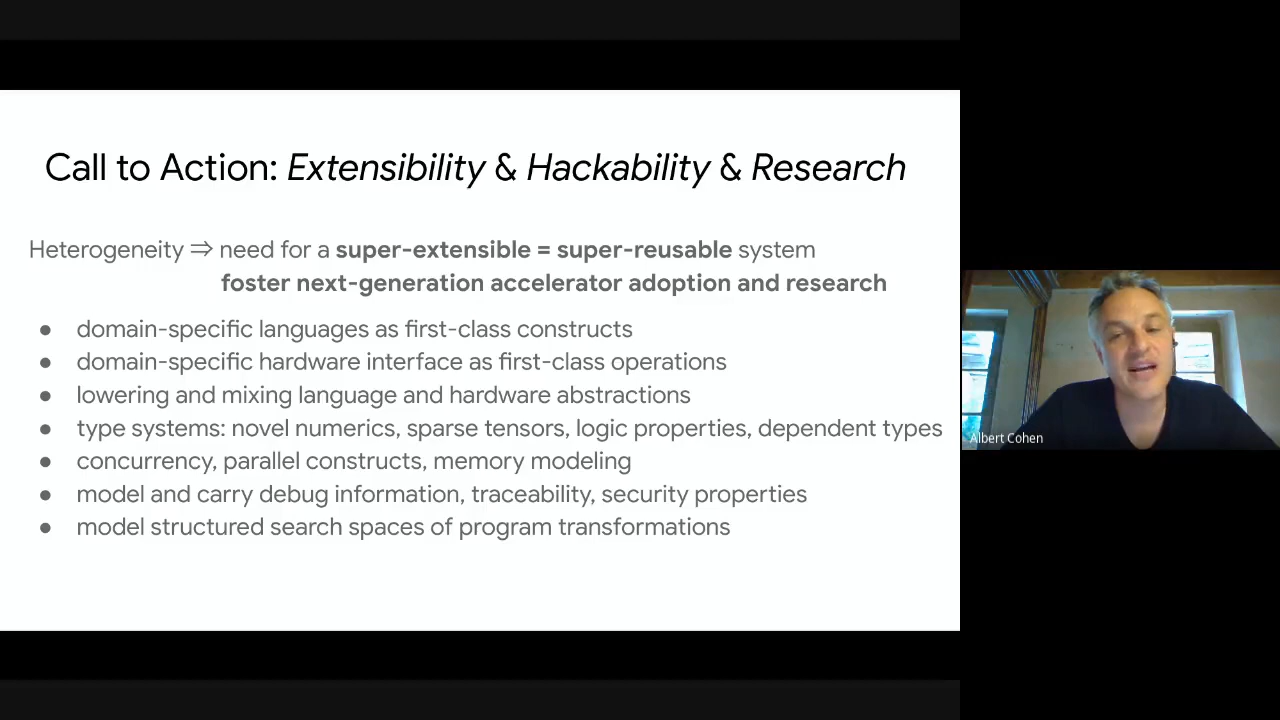 Call to Action: Extensibility & Hackability & Research
Heterogeneity ⇒ need for a super-extensible = super-reusable system
foster next-generation accelerator adoption and research
● domain-specific languages as first-class constructs
● domain-specific hardware interface as first-class operations
● lowering and mixing language and hardware abstractions
● type systems: novel numerics, sparse tensors, logic properties, dependent types
● concurrency, parallel constructs, memory modeling
● model and carry debug information, traceability, security properties
● model structured search spaces of program transformations
Albert Cohen